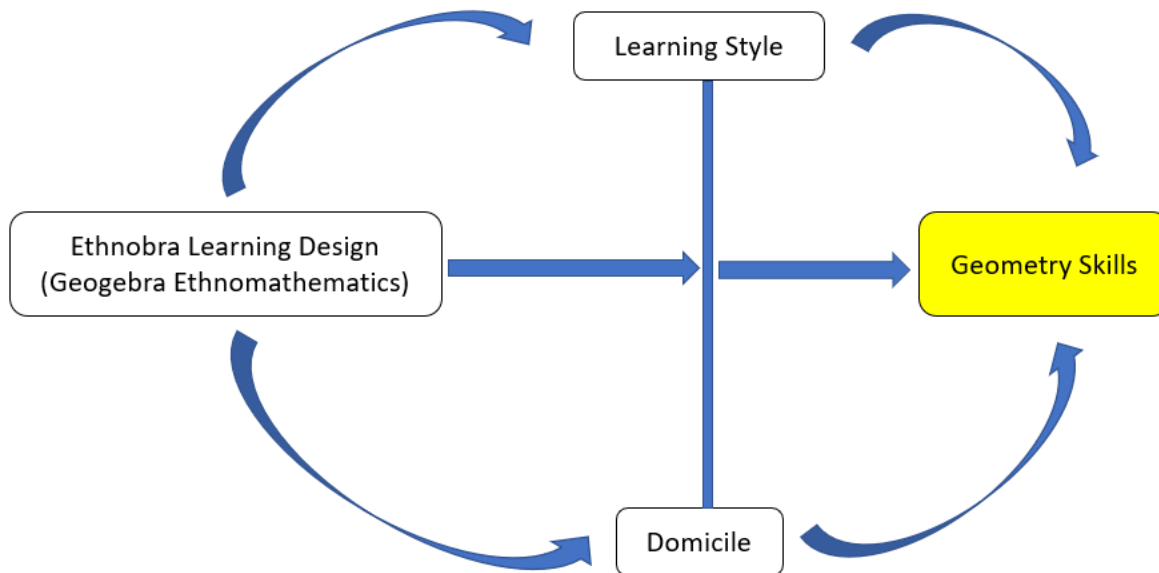 Learning Style
Ethnobra Learning Design
(Geogebra Ethnomathematics)
Geometry Skills
Domicile